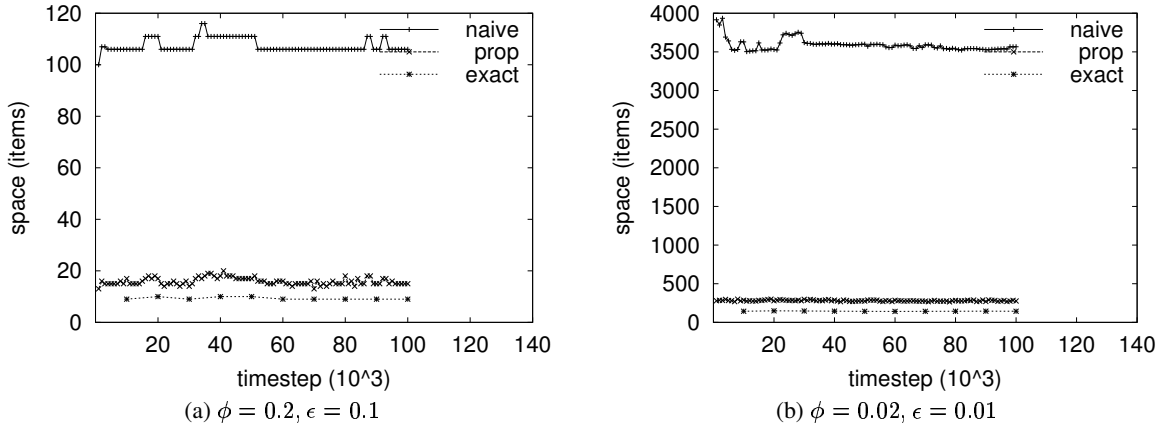 120
100
80
60
40
20
0
20 40 60 80 100 120 140
space (items)
timestep (10^3)
naive
prop
exact
(a) ϕ = 0.2, ϵ = 0.1
4000
3500
3000
2500
2000
1500
1000
500
0
20 40 60 80 100 120 140
space (items)
timestep (10^3)
naive
prop
exact
(b) ϕ = 0.02, ϵ = 0.01